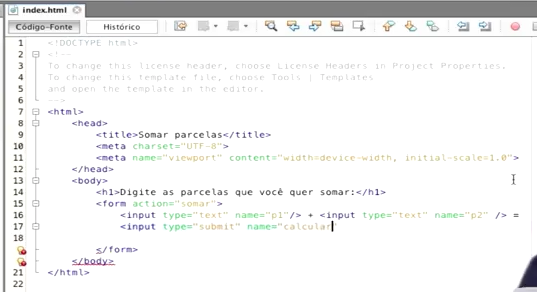 index.html
Código-Fonte Histórico
1 <!DOCTYPE html>
2 <!--
3 To change this license header, choose License Headers in Project Properties.
4 To change this template file, choose Tools | Templates
5 and open the template in the editor.
6 -->
7 <html>
8 <head>
9 <title>Somar parcelas</title>
10 <meta charset="UTF-8">
11 <meta name="viewport" content="width=device-width, initial-scale=1.0">
12 </head>
13 <body>
14 <h1>Digite as parcelas que você quer somar:</h1>
15 <form action="somar">
16 <input type="text" name="p1"/> + <input type="text" name="p2" /> =
17 <input type="submit" name="calcular"
18
</form>
</body>
21 </html>
22